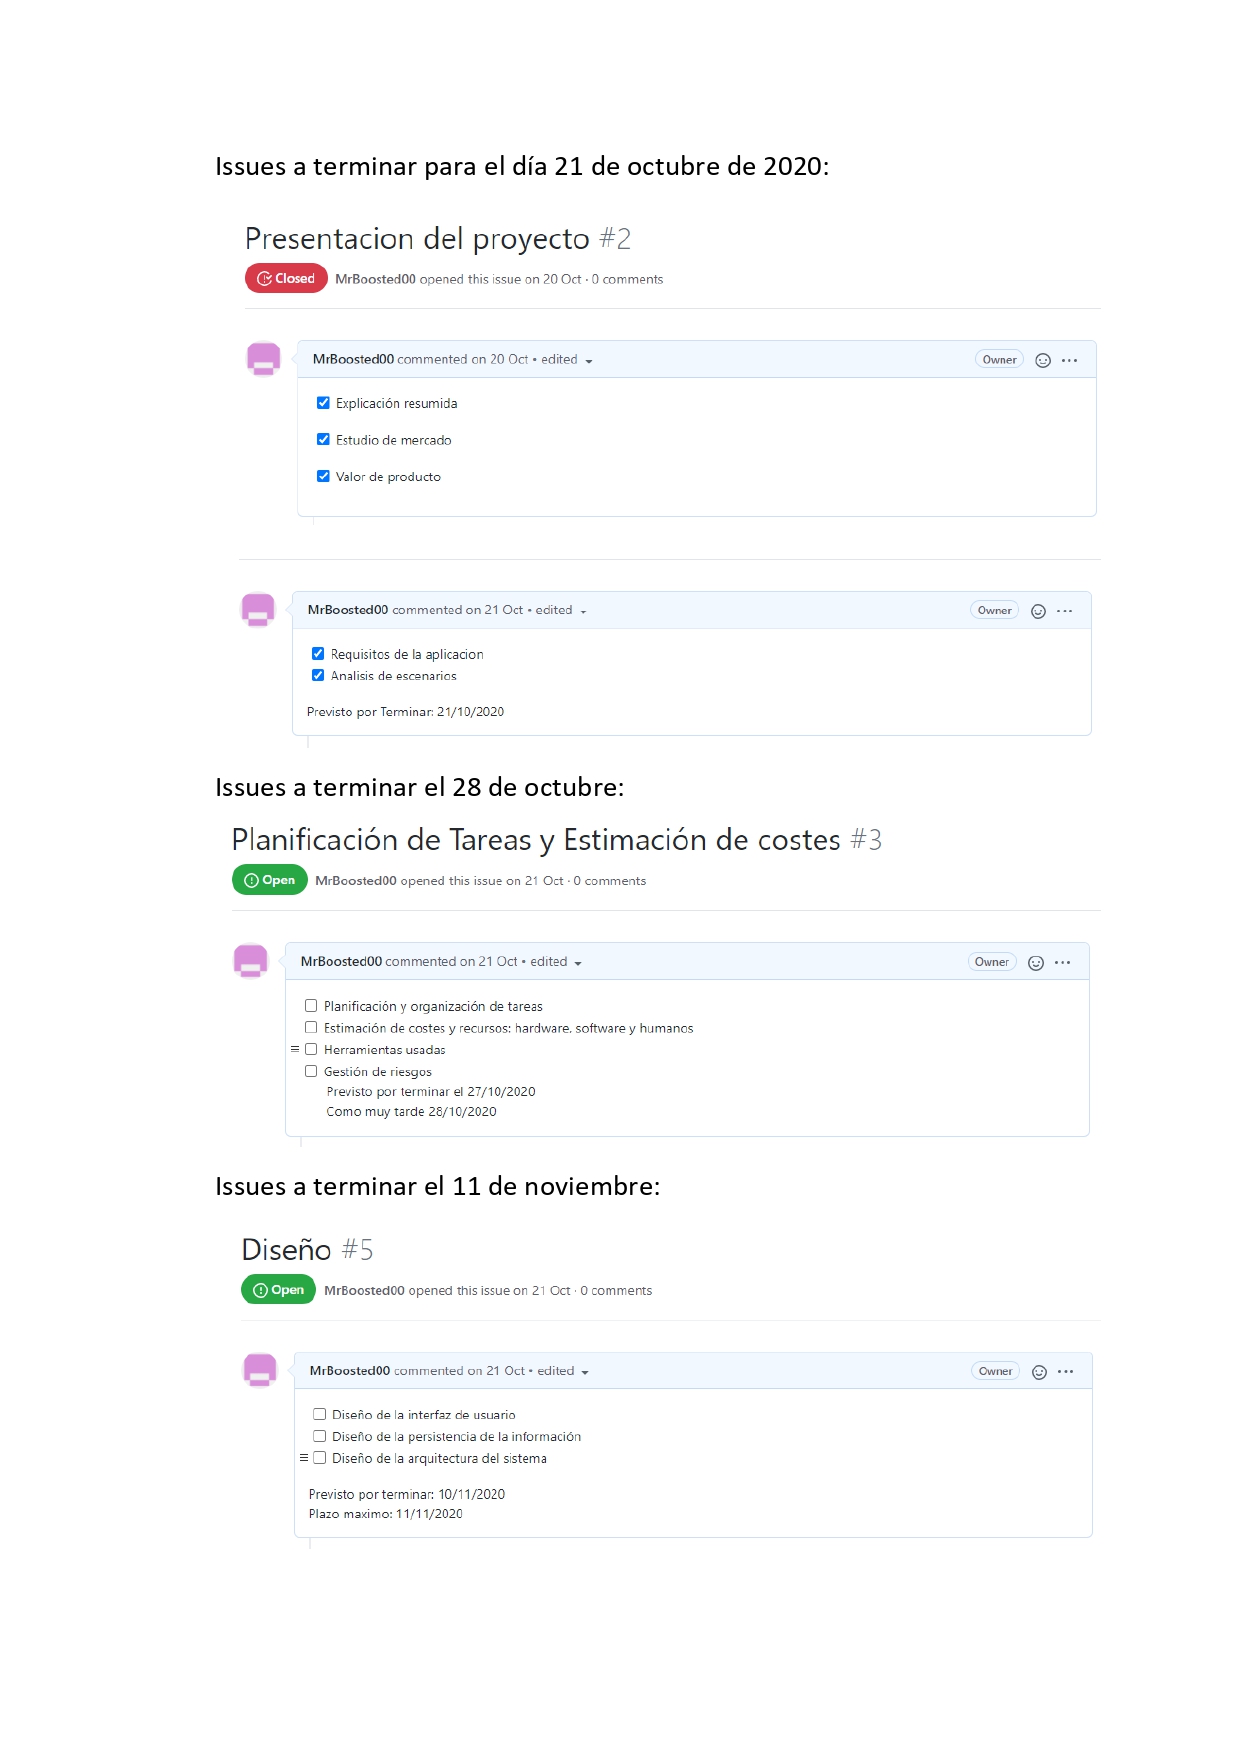 Issues a terminar para el día 21 de octubre de 2020:
Presentacion del proyecto #2
Closed MrBoosted00 opened this issue on 20 Oct · 0 comments
MrBoosted00 commented on 20 Oct • edited Owner
Explicación resumida
Estudio de mercado
Valor de producto
MrBoosted00 commented on 21 Oct • edited Owner
Requisitos de la aplicacion
Analisis de escenarios
Previsto por Terminar: 21/10/2020
Issues a terminar el 28 de octubre:
Planificación de Tareas y Estimación de costes #3
Open MrBoosted00 opened this issue on 21 Oct · 0 comments
MrBoosted00 commented on 21 Oct • edited Owner
Planificación y organización de tareas
Estimación de costes y recursos: hardware, software y humanos
Herramientas usadas
Gestión de riesgos
Previsto por terminar el 27/10/2020
Como muy tarde 28/10/2020
Issues a terminar el 11 de noviembre:
Diseño #5
Open MrBoosted00 opened this issue on 21 Oct · 0 comments
MrBoosted00 commented on 21 Oct • edited Owner
Diseño de la interfaz de usuario
Diseño de la persistencia de la información
Diseño de la arquitectura del sistema
Previsto por terminar: 10/11/2020
Plazo maximo: 11/11/2020